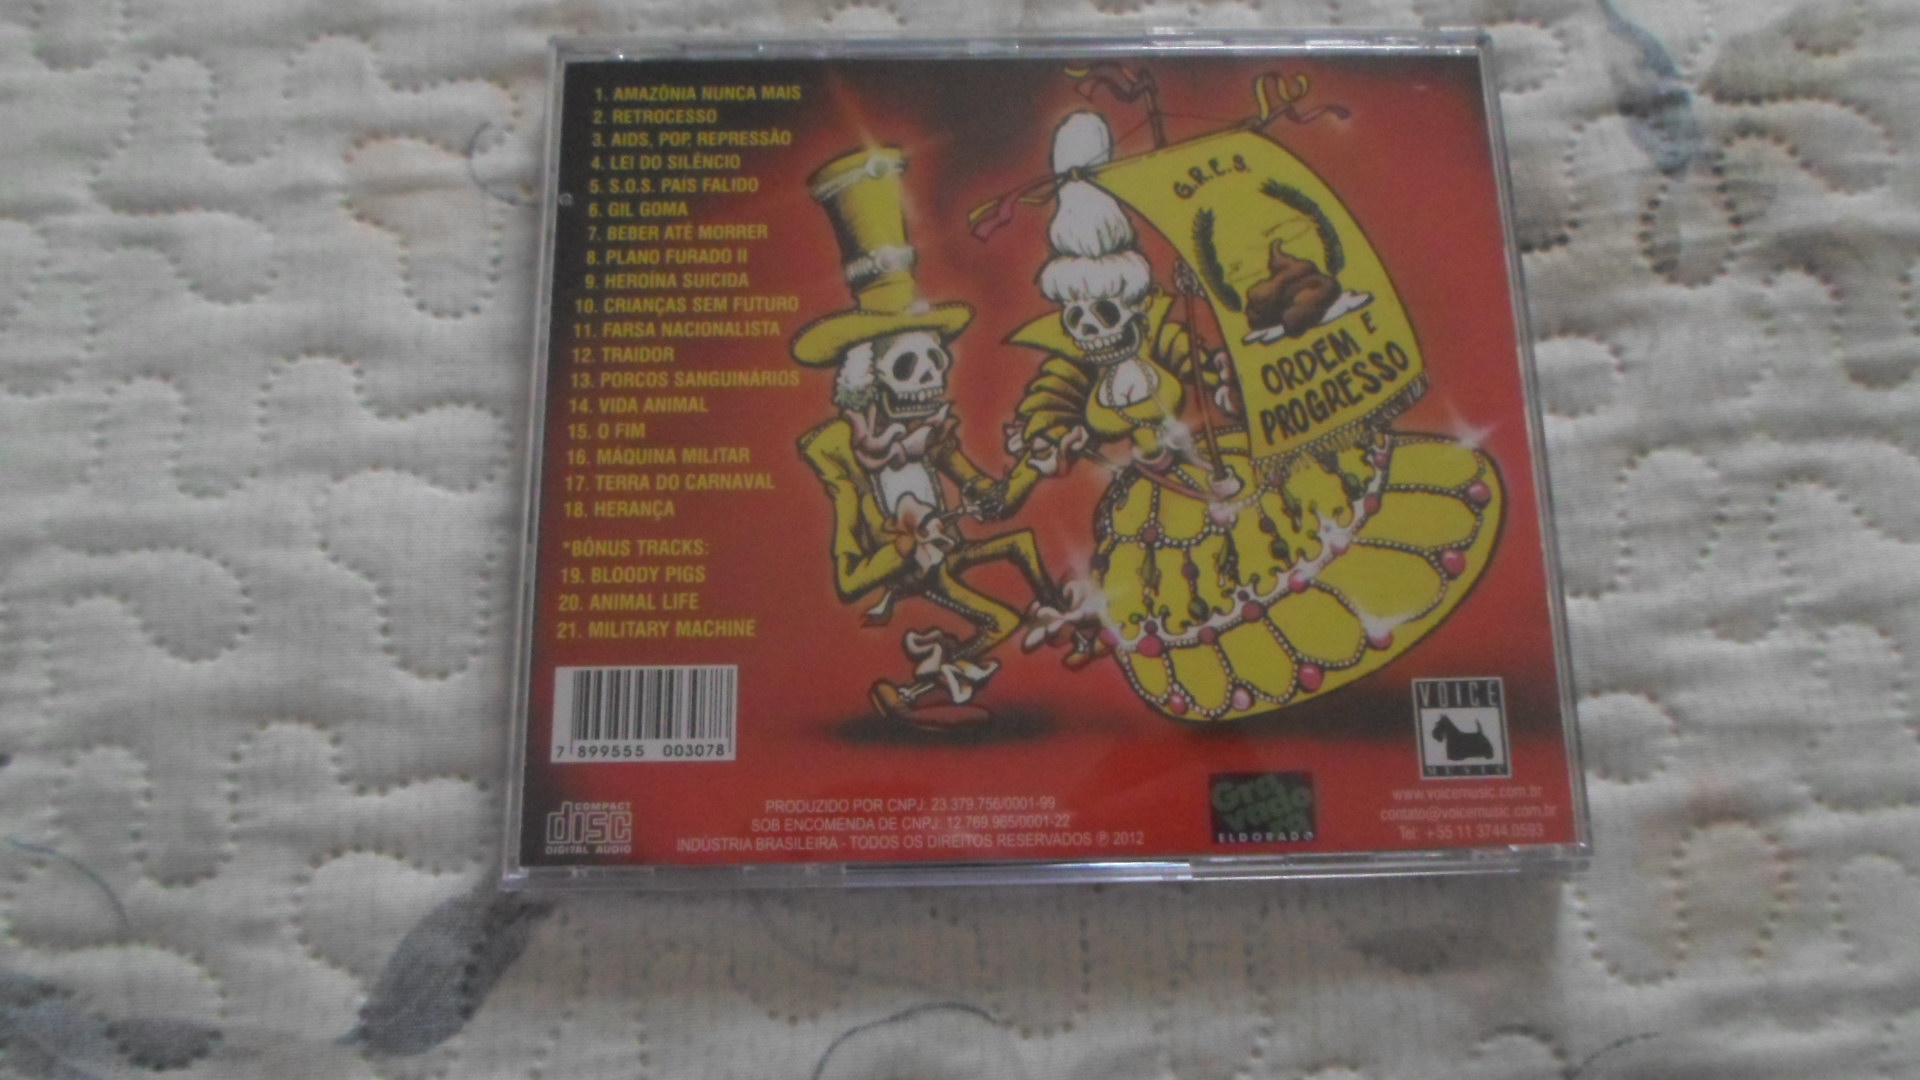 1. AMAZÔNIA NUNCA MAIS
2. RETROCESSO
3. AIDS, POP, REPRESSÃO
4. LEI DO SILÊNCIO
5. S.O.S. PAÍS FALIDO
6. GIL GOMA
7. BEBER ATÉ MORRER
8. PLANO FURADO II
9. HEROÍNA SUICIDA
10. CRIANÇAS SEM FUTURO
11. FARSA NACIONALISTA
12. TRAIDOR
13. PORCOS SANGUINÁRIOS
14. VIDA ANIMAL
15. O FIM
16. MÁQUINA MILITAR
17. TERRA DO CARNAVAL
18. HERANÇA
*BÔNUS TRACKS:
19. BLOODY PIGS
20. ANIMAL LIFE
21. MILITARY MACHINE
G.R.E.S.
ORDEM E
PROGRESSO
7 899555 003078
COMPACT
disc
DIGITAL AUDIO
PRODUZIDO POR CNPJ: 23.379.756/0001-99
SOB ENCOMENDA DE CNPJ: 12.769.965/0001-22
INDÚSTRIA BRASILEIRA - TODOS OS DIREITOS RESERVADOS ℗ 2012
Gra
vado
ra
ELDORADO
VOICE
MUSIC
www.voicemusic.com.br
contato@voicemusic.com.br
Tel: +55 11 3744.0593